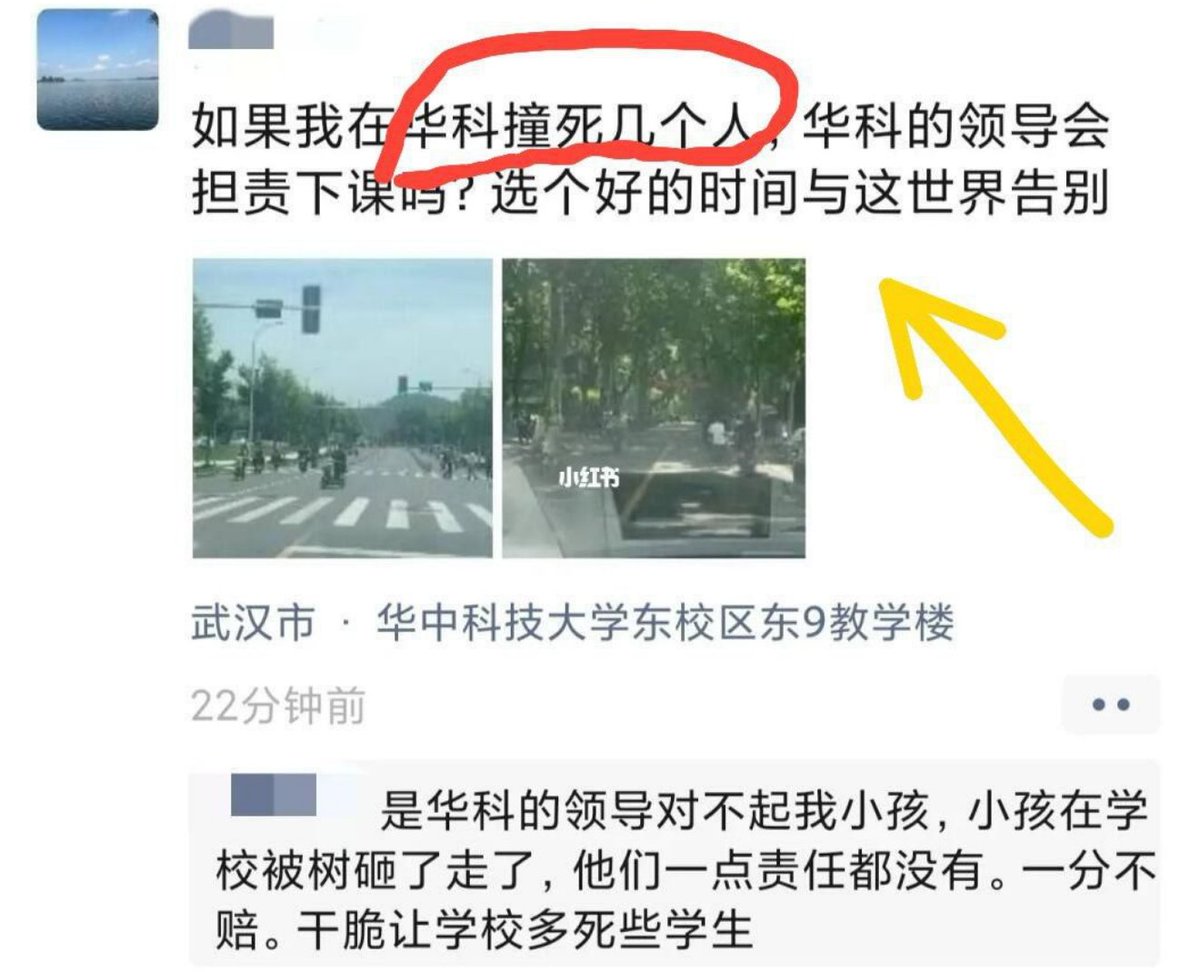 如果我在华科撞死几个人，华科的领导会
担责下课吗？选个好的时间与这世界告别
小红书
武汉市 · 华中科技大学东校区东9教学楼
22分钟前
是华科的领导对不起我小孩，小孩在学
校被树砸了走了，他们一点责任都没有。一分不
赔。干脆让学校多死些学生